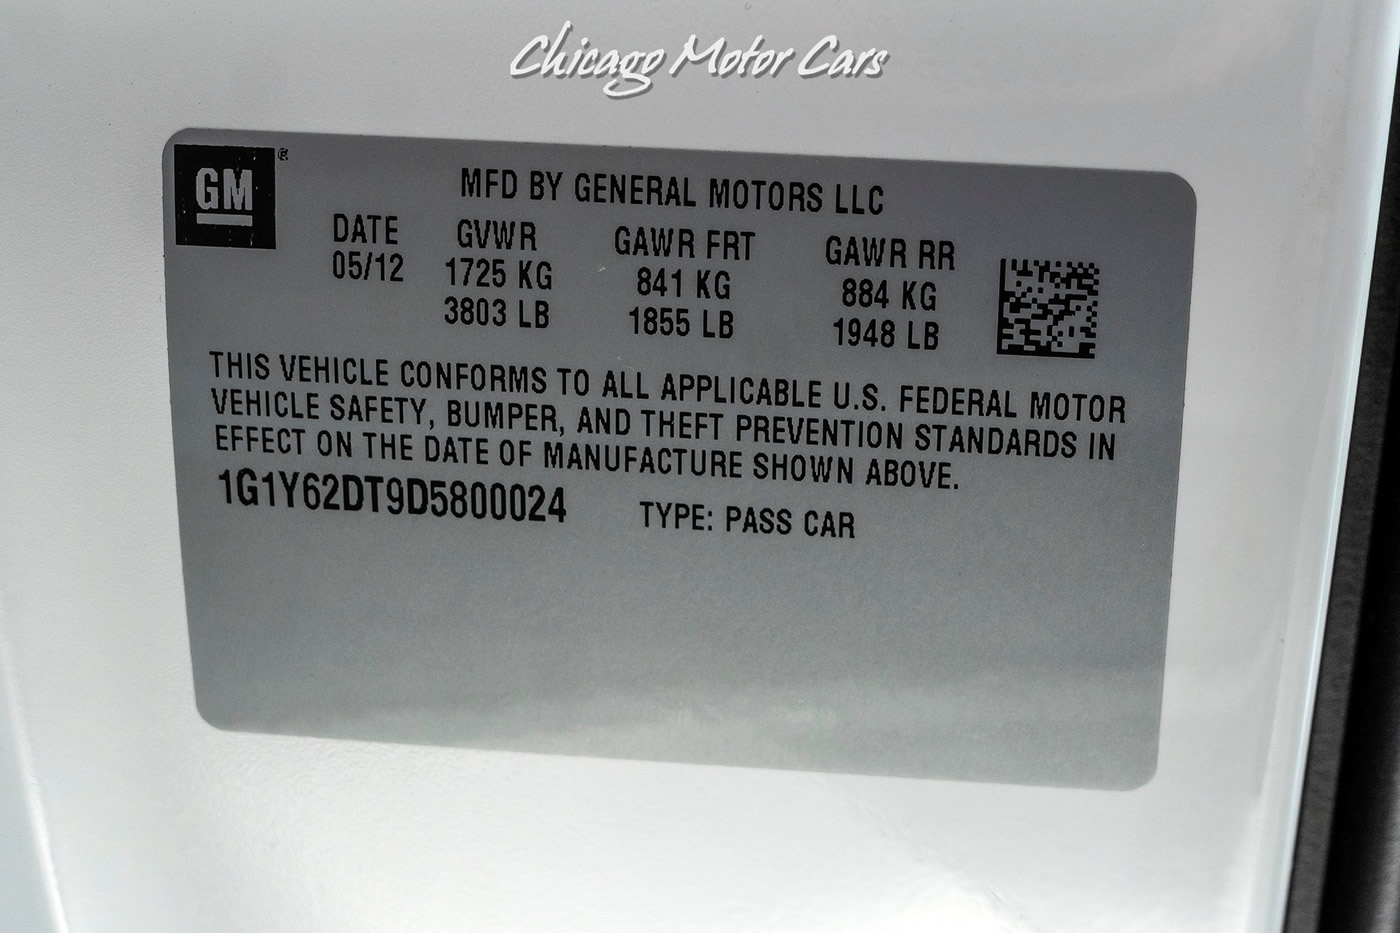 Chicago Motor Cars
GM
MFD BY GENERAL MOTORS LLC
DATE GVWR GAWR FRT GAWR RR
05/12 1725 KG 841 KG 884 KG
3803 LB 1855 LB 1948 LB
THIS VEHICLE CONFORMS TO ALL APPLICABLE U.S. FEDERAL MOTOR
VEHICLE SAFETY, BUMPER, AND THEFT PREVENTION STANDARDS IN
EFFECT ON THE DATE OF MANUFACTURE SHOWN ABOVE.
1G1Y62DT9D5800024 TYPE: PASS CAR